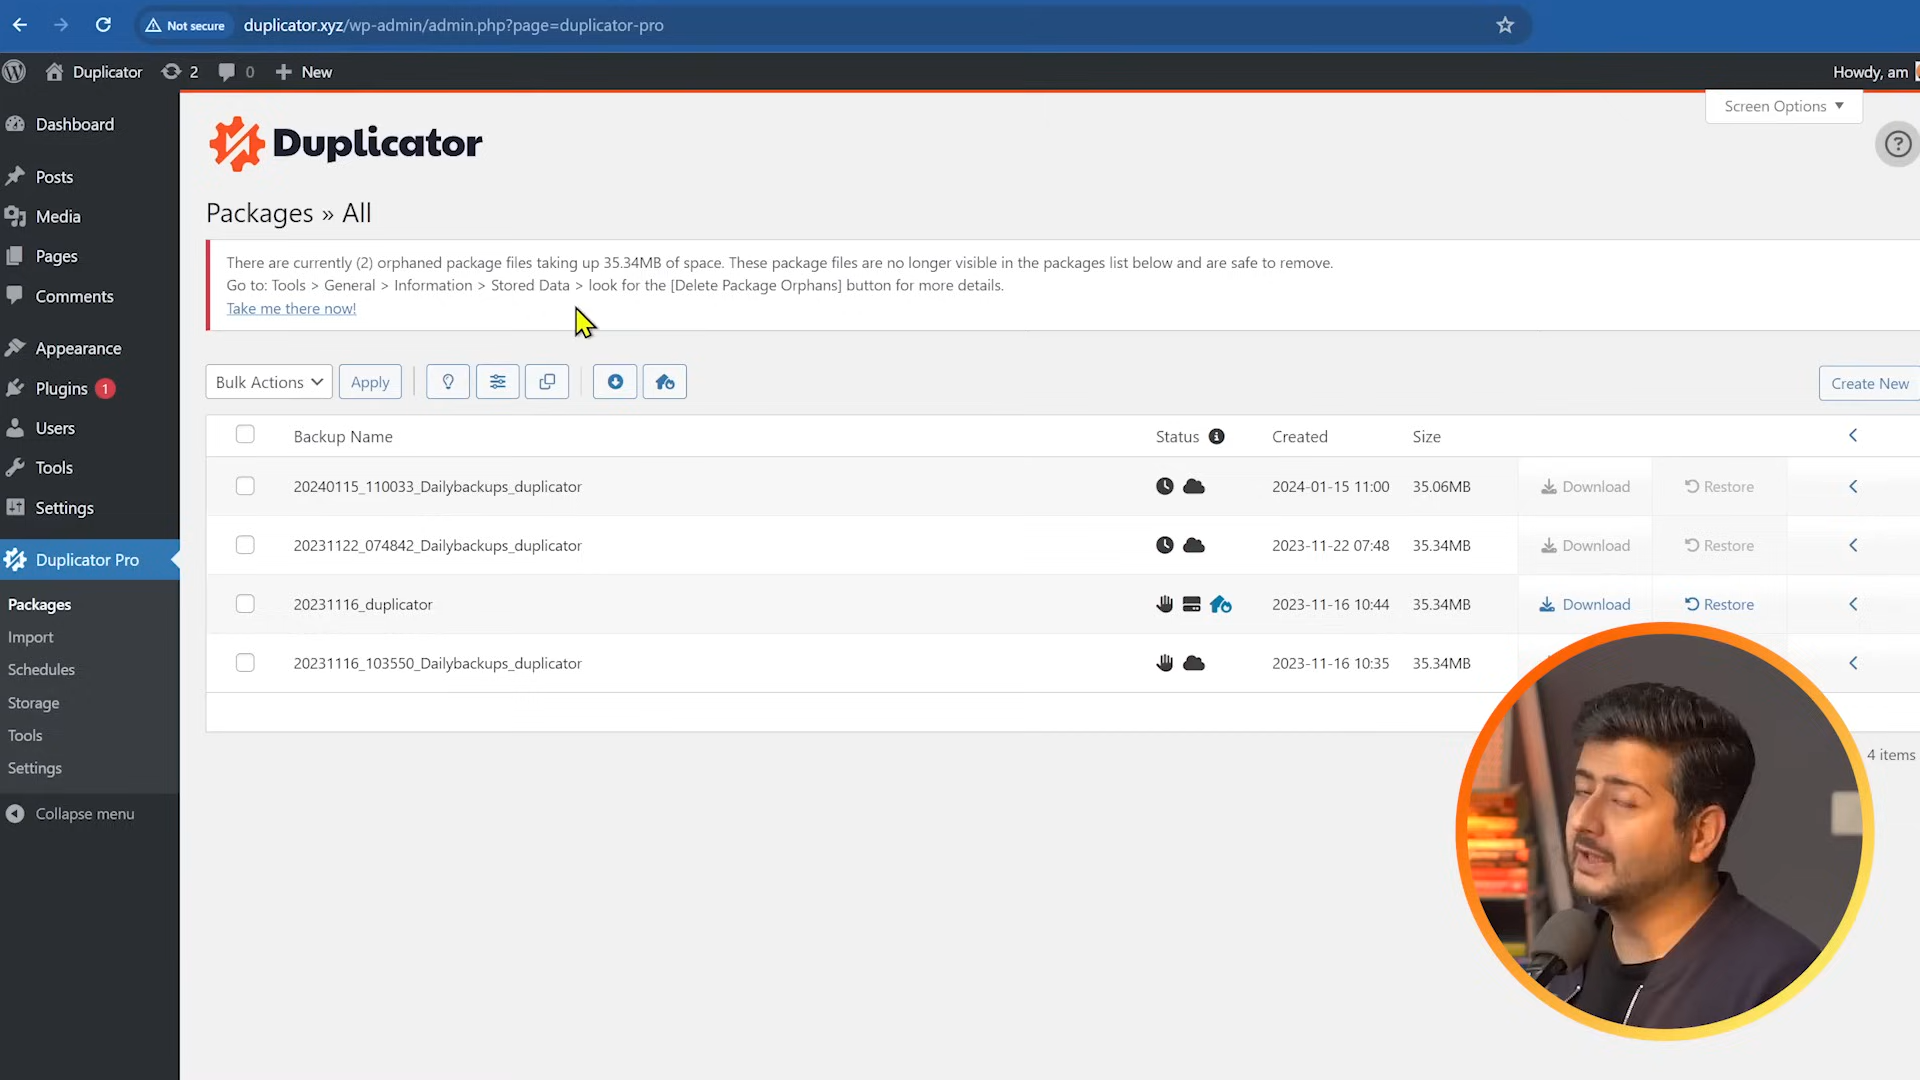 Not secure duplicator.xyz/wp-admin/admin.php?page=duplicator-pro
Duplicator 2 0 New Howdy, am
Screen Options
Dashboard
Posts
Media
Pages
Comments
Appearance
Plugins 1
Users
Tools
Settings
Duplicator Pro
Packages
Import
Schedules
Storage
Tools
Settings
Collapse menu
Duplicator
Packages » All
There are currently (2) orphaned package files taking up 35.34MB of space. These package files are no longer visible in the packages list below and are safe to remove.
Go to: Tools > General > Information > Stored Data > look for the [Delete Package Orphans] button for more details.
Take me there now!
Bulk Actions Apply Create New
Backup Name Status Created Size
20240115_110033_Dailybackups_duplicator 2024-01-15 11:00 35.06MB Download Restore
20231122_074842_Dailybackups_duplicator 2023-11-22 07:48 35.34MB Download Restore
20231116_duplicator 2023-11-16 10:44 35.34MB Download Restore
20231116_103550_Dailybackups_duplicator 2023-11-16 10:35 35.34MB
4 items